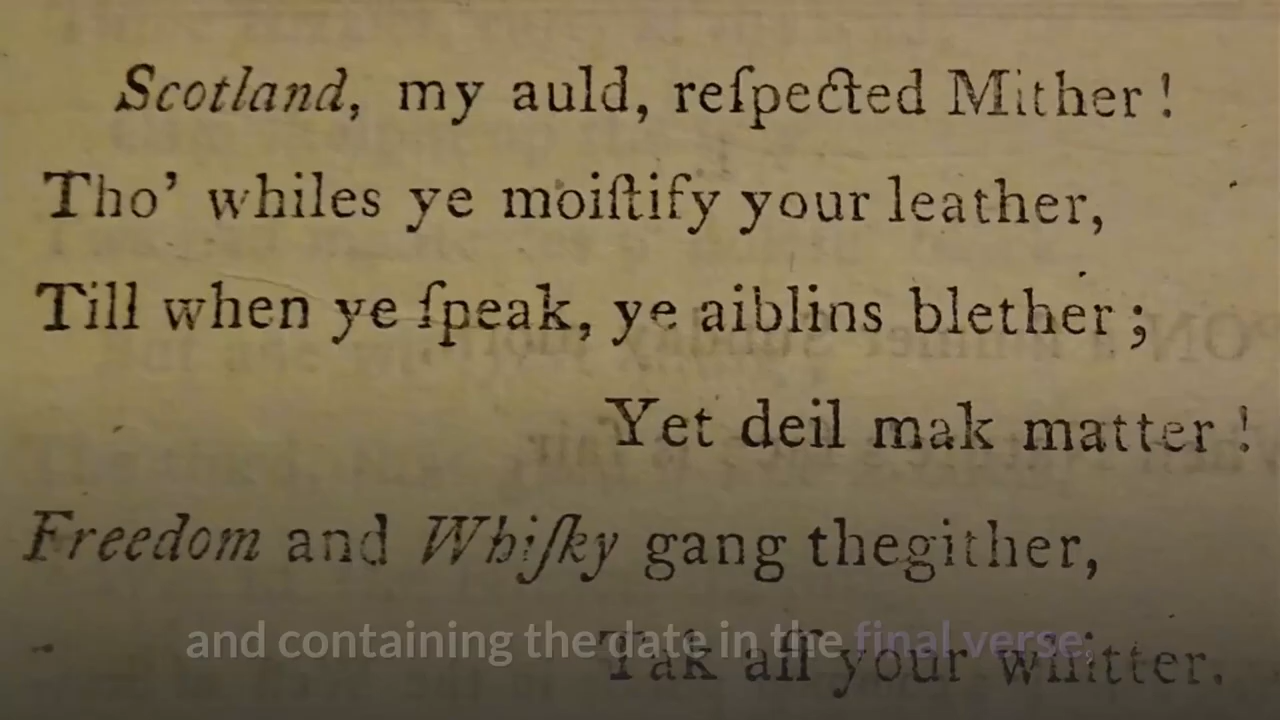 Scotland, my auld, reſpected Mither!
Tho' whiles ye moiſtify your leather,
Till when ye ſpeak, ye aiblins blether;
Yet deil mak matter!
Freedom and Whiſky gang thegither,
Tak aff your whitter.
and containing the date in the final verse,